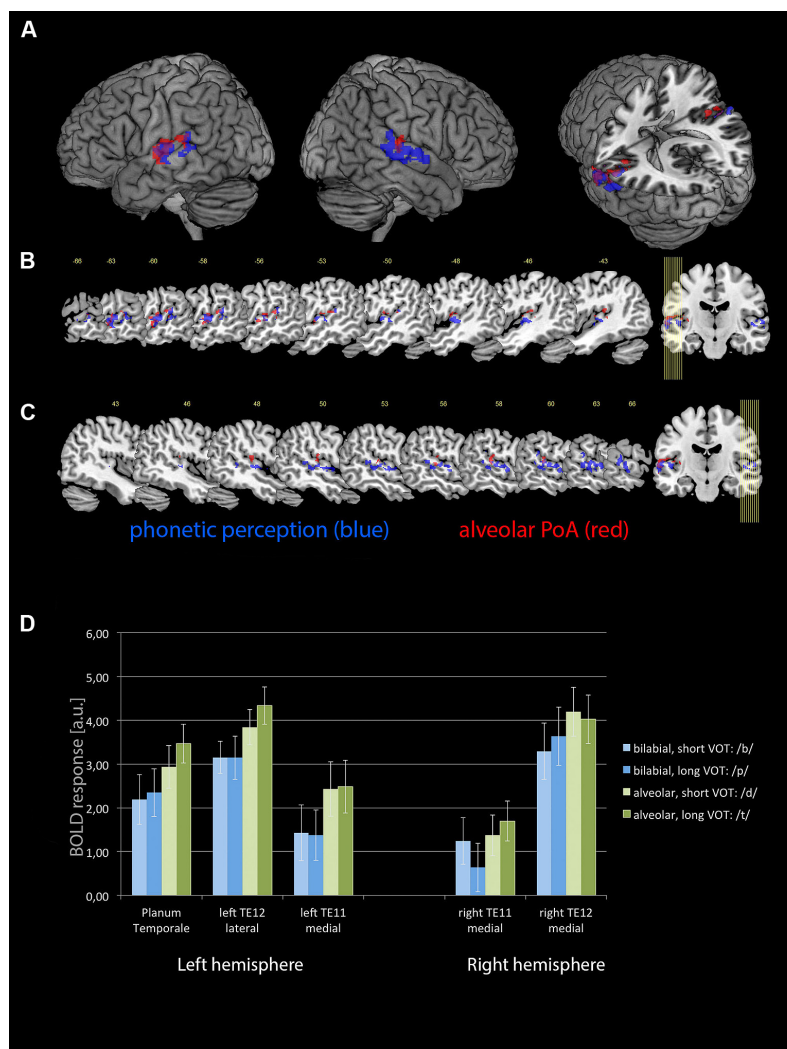 A
B
-66 -63 -60 -58 -56 -53 -50 -48 -46 -43
C
43 46 48 50 53 56 58 60 63 66
phonetic perception (blue) alveolar PoA (red)
D
6,00
5,00
4,00
3,00
2,00
1,00
0,00
BOLD response [a.u.]
bilabial, short VOT: /b/
bilabial, long VOT: /p/
alveolar, short VOT: /d/
alveolar, long VOT: /t/
Planum left TE12 left TE11 right TE11 right TE12
Temporale lateral medial medial medial
Left hemisphere Right hemisphere